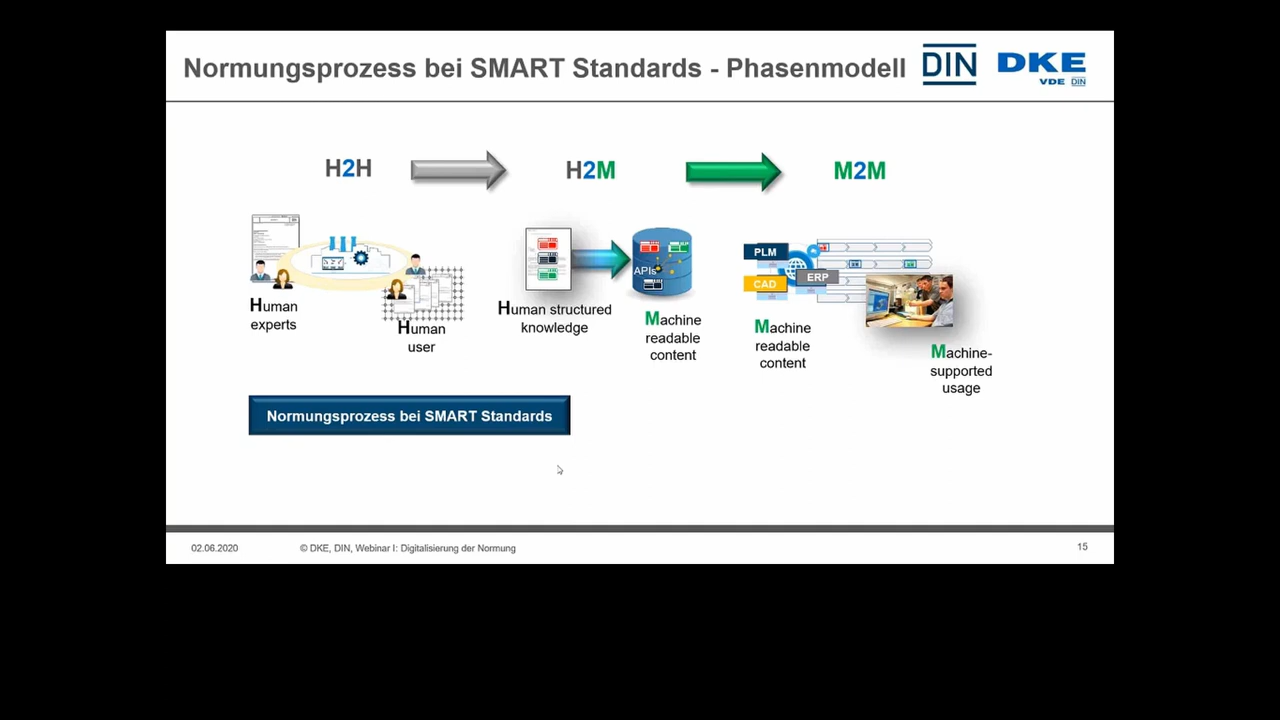 Normungsprozess bei SMART Standards - Phasenmodell
DIN
DKE
VDE DIN
H2H
H2M
M2M
Human
experts
Human
user
Human structured
knowledge
APIs
Machine
readable
content
PLM
CAD
ERP
Machine
readable
content
Machine-
supported
usage
Normungsprozess bei SMART Standards
02.06.2020
© DKE, DIN, Webinar I: Digitalisierung der Normung
15